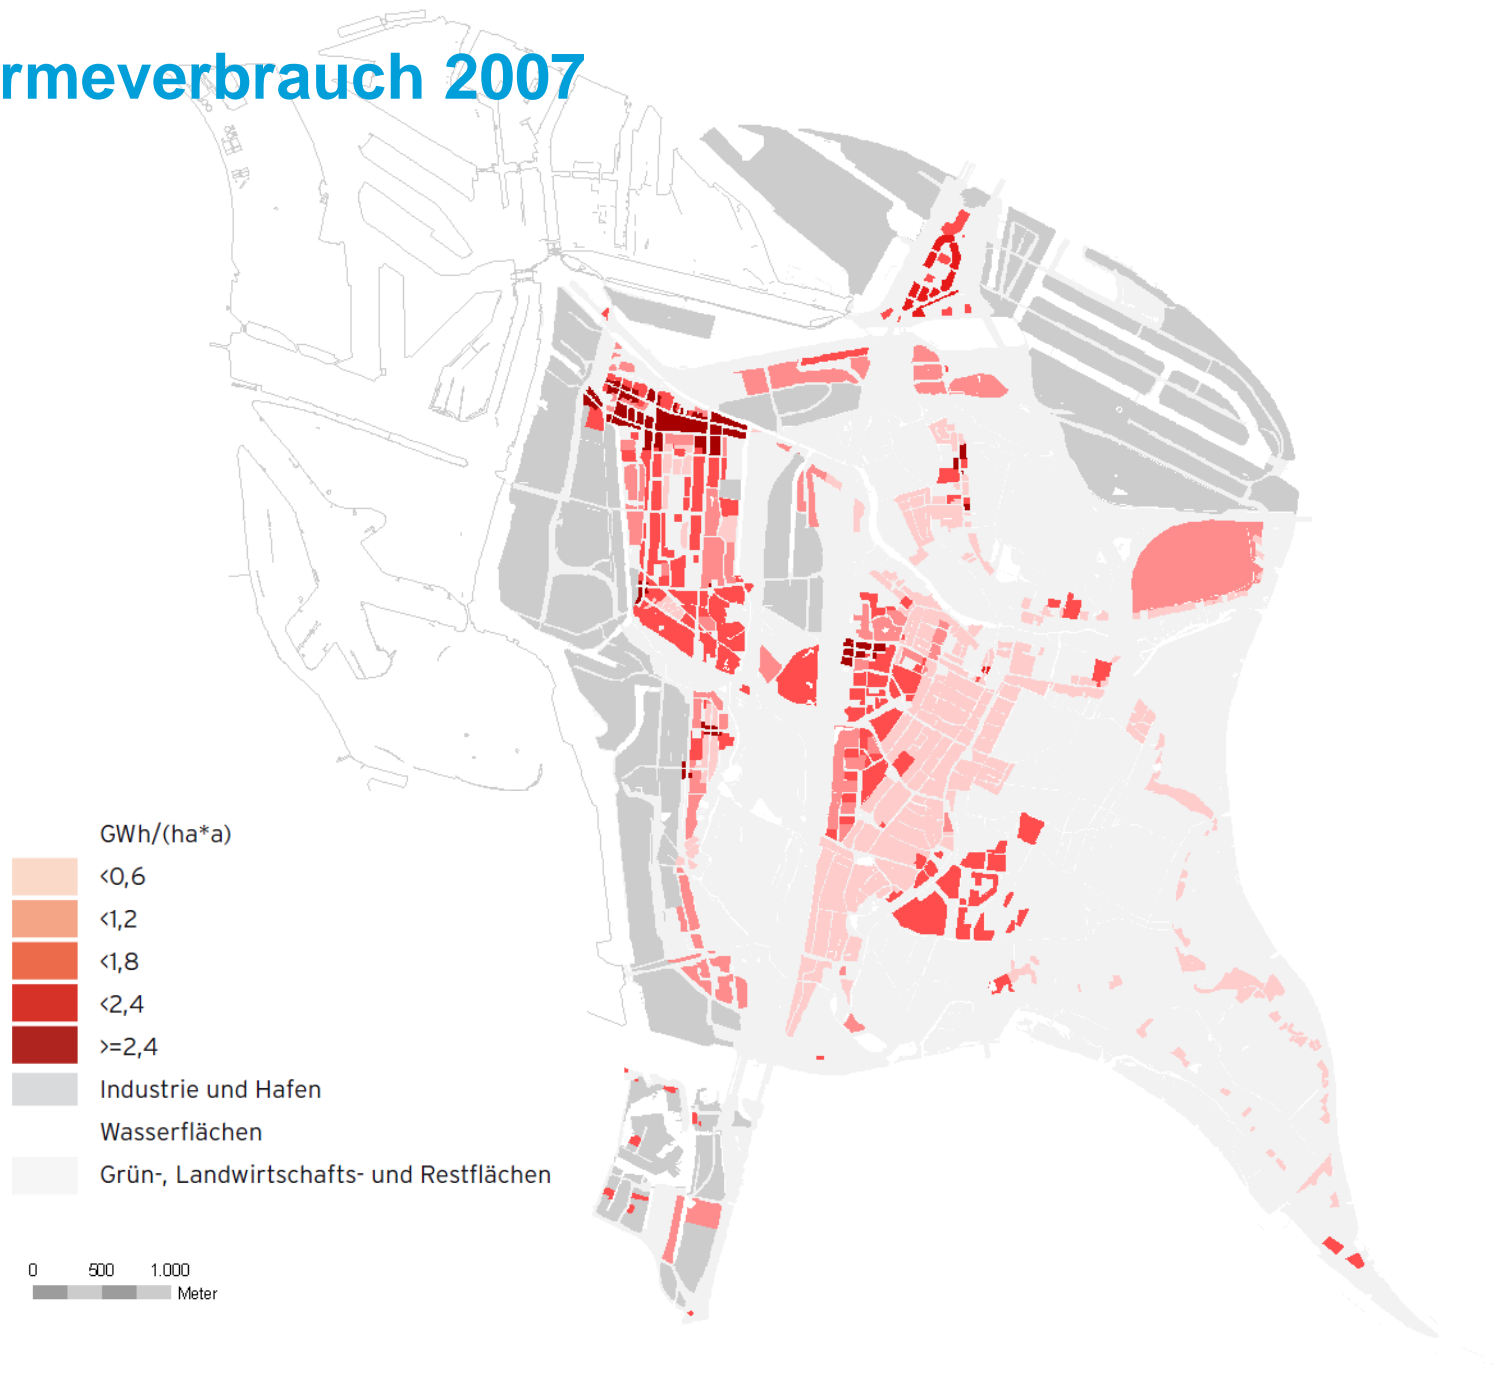 rmeverbrauch 2007
GWh/(ha*a)
<0,6
<1,2
<1,8
<2,4
>=2,4
Industrie und Hafen
Wasserflächen
Grün-, Landwirtschafts- und Restflächen
0 500 1.000
Meter